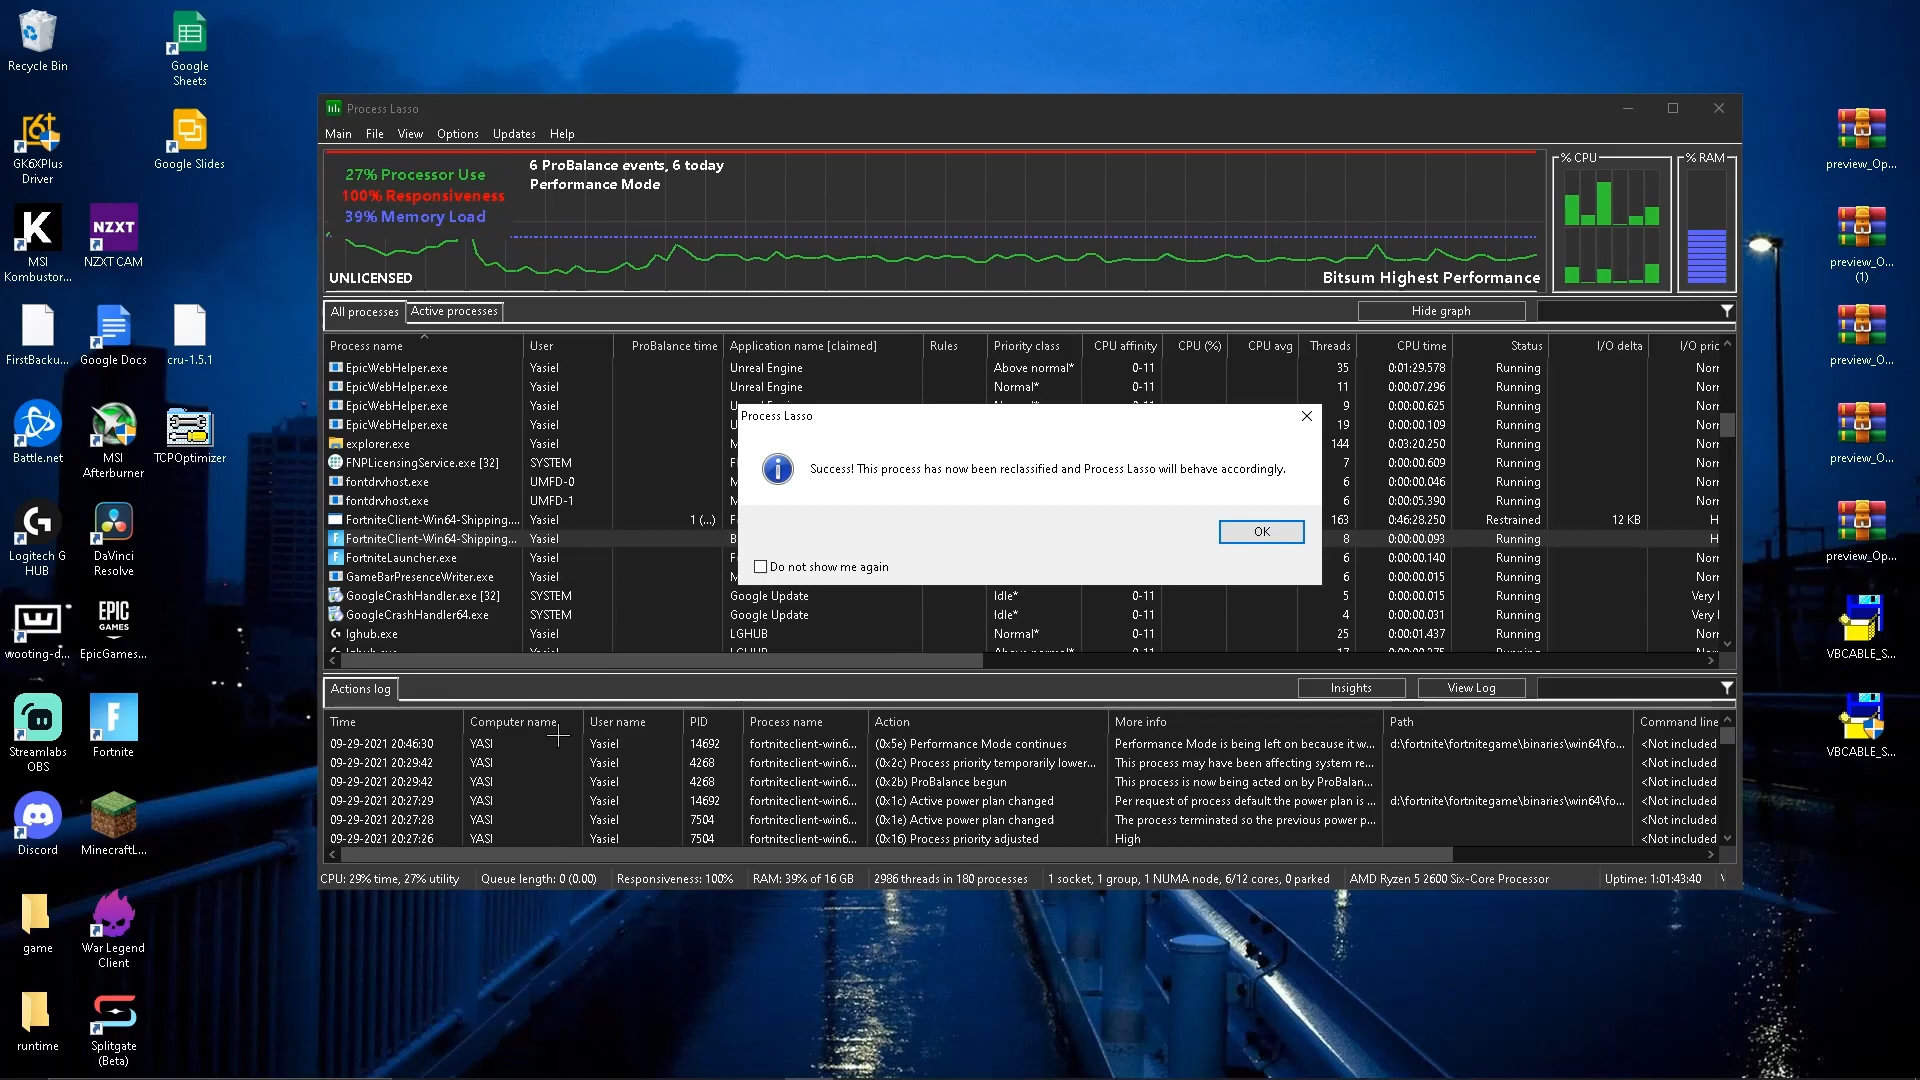 Recycle Bin
Google Sheets
GK6XPlus Driver
Google Slides
MSI Kombustor...
NZXT
NZXT CAM
FirstBacku...
Google Docs
cru-1.5.1
Battle.net
MSI Afterburner
TCPOptimizer
Logitech G HUB
DaVinci Resolve
wooting-d...
EPIC GAMES
EpicGames...
Streamlabs OBS
Fortnite
Discord
MinecraftL...
game
War Legend Client
runtime
Splitgate (Beta)
Process Lasso
Main File View Options Updates Help
27% Processor Use
100% Responsiveness
39% Memory Load
6 ProBalance events, 6 today
Performance Mode
UNLICENSED
Bitsum Highest Performance
% CPU
% RAM
All processes Active processes Hide graph
Process name User ProBalance time Application name [claimed] Rules Priority class CPU affinity CPU (%) CPU avg Threads CPU time Status I/O delta I/O pric
EpicWebHelper.exe Yasiel Unreal Engine Above normal* 0-11 35 0:01:29.578 Running Norr
EpicWebHelper.exe Yasiel Unreal Engine Normal* 0-11 11 0:00:07.296 Running Norr
EpicWebHelper.exe Yasiel 9 0:00:00.625 Running Norr
EpicWebHelper.exe Yasiel U 19 0:00:00.109 Running Norr
explorer.exe Yasiel M 144 0:03:20.250 Running Norr
FNPLicensingService.exe [32] SYSTEM Fl 7 0:00:00.609 Running Norr
fontdrvhost.exe UMFD-0 M 6 0:00:00.046 Running Norr
fontdrvhost.exe UMFD-1 M 6 0:00:05.390 Running Norr
FortniteClient-Win64-Shipping.... Yasiel 1 (...) F 163 0:46:28.250 Restrained 12 KB H
FortniteClient-Win64-Shipping... Yasiel B 8 0:00:00.093 Running H
FortniteLauncher.exe Yasiel F 6 0:00:00.140 Running Norr
GameBarPresenceWriter.exe Yasiel M 6 0:00:00.015 Running Norr
GoogleCrashHandler.exe [32] SYSTEM Google Update Idle* 0-11 5 0:00:00.015 Running Very l
GoogleCrashHandler64.exe SYSTEM Google Update Idle* 0-11 4 0:00:00.031 Running Very l
lghub.exe Yasiel LGHUB Normal* 0-11 25 0:00:01.437 Running Norr
Process Lasso
Success! This process has now been reclassified and Process Lasso will behave accordingly.
OK
Do not show me again
Actions log Insights View Log
Time Computer name User name PID Process name Action More info Path Command line
09-29-2021 20:46:30 YASI Yasiel 14692 fortniteclient-win6... (0x5e) Performance Mode continues Performance Mode is being left on because it w... d:\fortnite\fortnitegame\binaries\win64\fo... <Not included
09-29-2021 20:29:42 YASI Yasiel 4268 fortniteclient-win6... (0x2c) Process priority temporarily lower... This process may have been affecting system re... <Not included
09-29-2021 20:29:42 YASI Yasiel 4268 fortniteclient-win6... (0x2b) ProBalance begun This process is now being acted on by ProBalan... <Not included
09-29-2021 20:27:29 YASI Yasiel 14692 fortniteclient-win6... (0x1c) Active power plan changed Per request of process default the power plan is ... d:\fortnite\fortnitegame\binaries\win64\fo... <Not included
09-29-2021 20:27:28 YASI Yasiel 7504 fortniteclient-win6... (0x1e) Active power plan changed The process terminated so the previous power p... <Not included
09-29-2021 20:27:26 YASI Yasiel 7504 fortniteclient-win6... (0x16) Process priority adjusted High <Not included
CPU: 29% time, 27% utility Queue length: 0 (0.00) Responsiveness: 100% RAM: 39% of 16 GB 2986 threads in 180 processes 1 socket, 1 group, 1 NUMA node, 6/12 cores, 0 parked AMD Ryzen 5 2600 Six-Core Processor Uptime: 1:01:43:40
preview_Op...
preview_O... (1)
preview_O...
preview_O...
preview_Op...
VBCABLE_S...
VBCABLE_S...